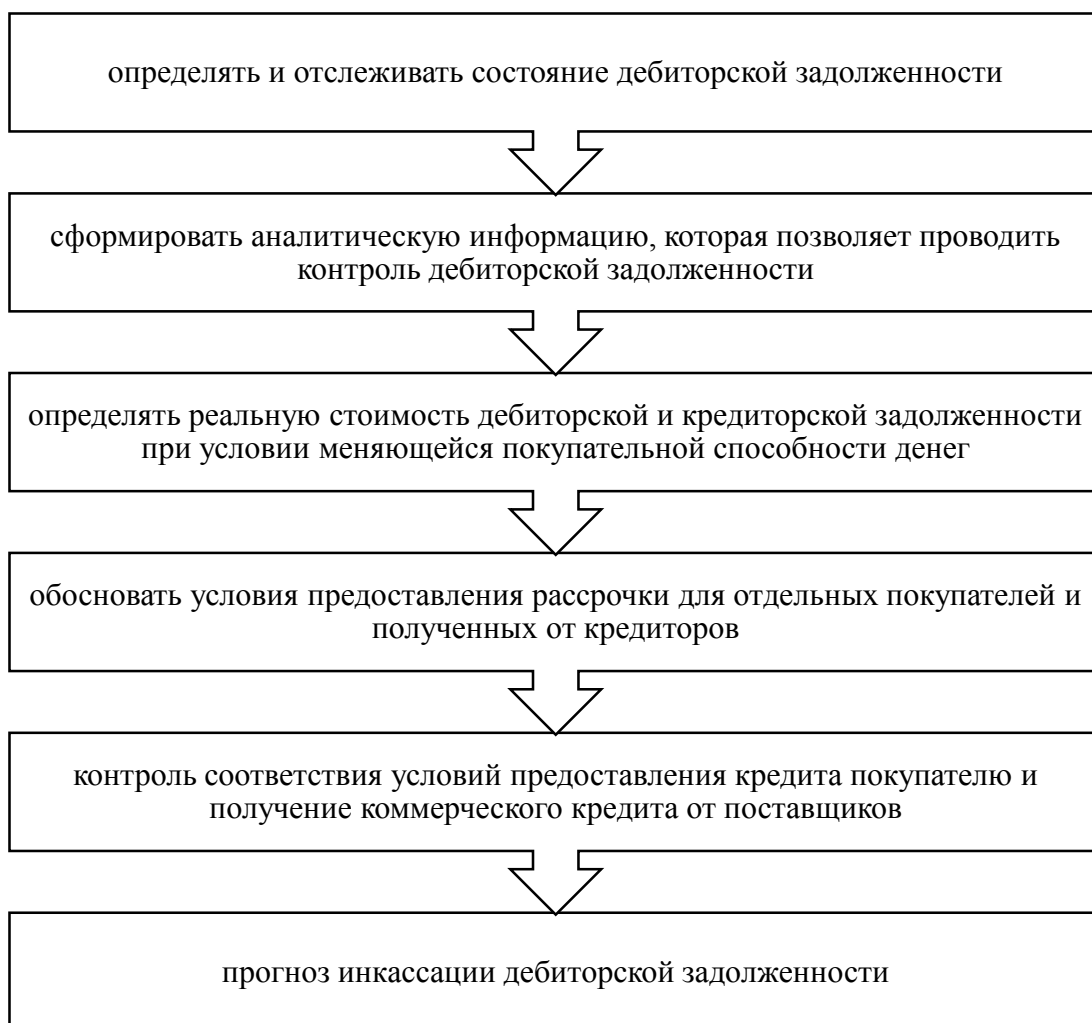 определять и отслеживать состояние дебиторской задолженности
сформировать аналитическую информацию, которая позволяет проводить
контроль дебиторской задолженности
определять реальную стоимость дебиторской и кредиторской задолженности
при условии меняющейся покупательной способности денег
обосновать условия предоставления рассрочки для отдельных покупателей и
полученных от кредиторов
контроль соответствия условий предоставления кредита покупателю и
получение коммерческого кредита от поставщиков
прогноз инкассации дебиторской задолженности